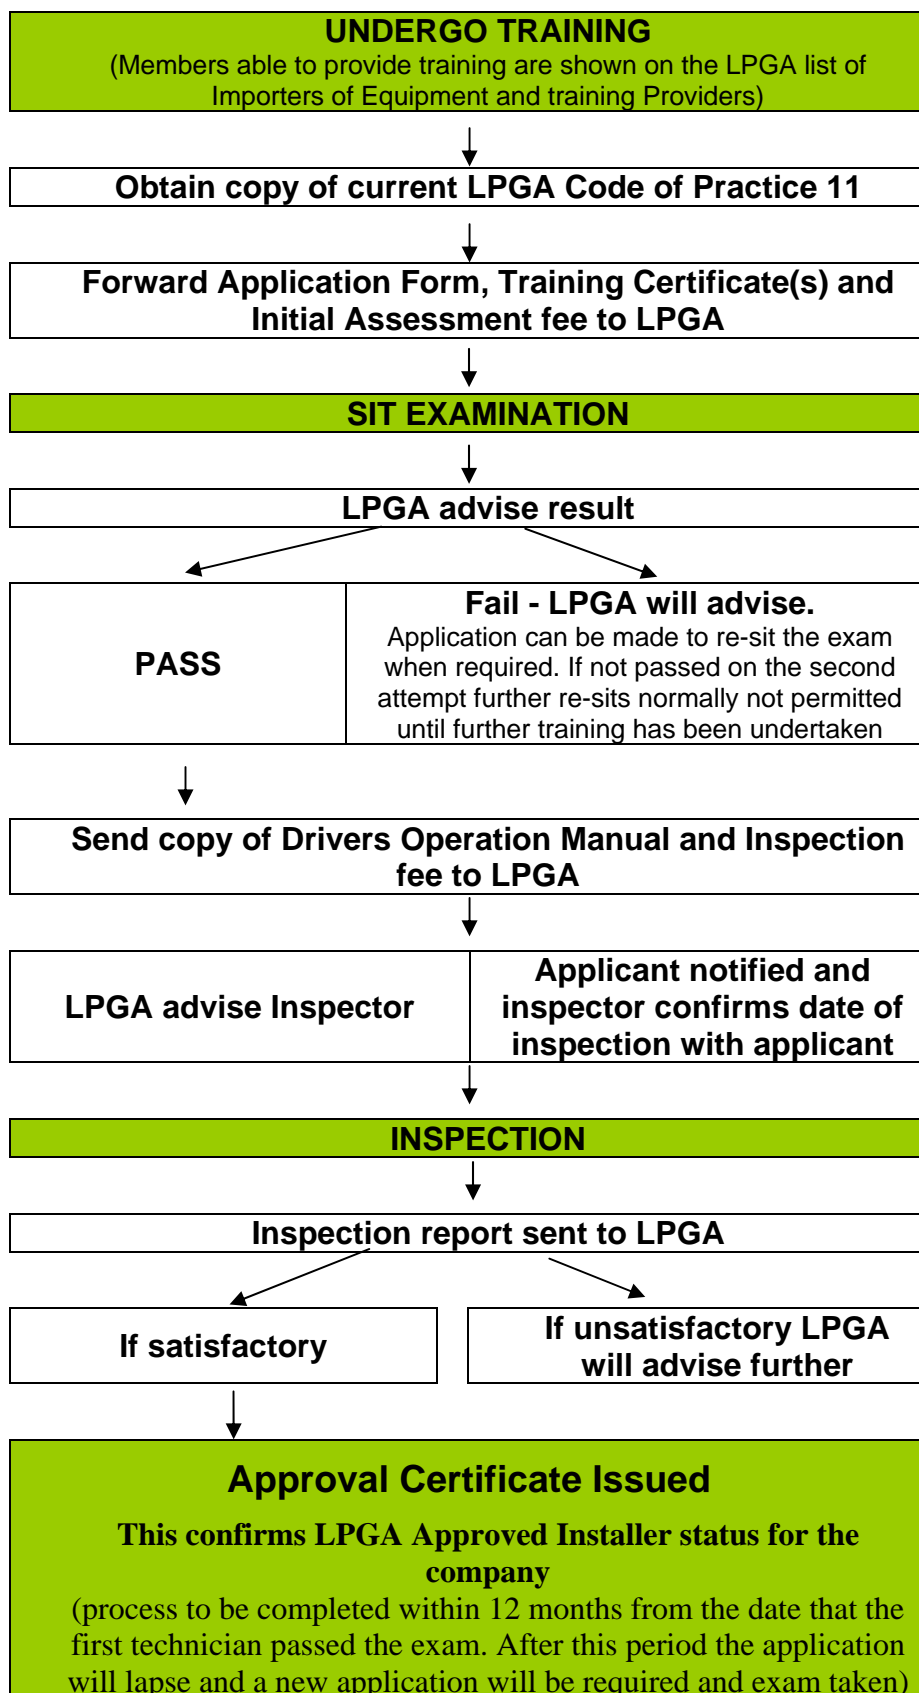 UNDERGO TRAINING
(Members able to provide training are shown on the LPGA list of
Importers of Equipment and training Providers)
Obtain copy of current LPGA Code of Practice 11
Forward Application Form, Training Certificate(s) and
Initial Assessment fee to LPGA
SIT EXAMINATION
LPGA advise result
PASS
Fail - LPGA will advise.
Application can be made to re-sit the exam
when required. If not passed on the second
attempt further re-sits normally not permitted
until further training has been undertaken
Send copy of Drivers Operation Manual and Inspection
fee to LPGA
LPGA advise Inspector
Applicant notified and
inspector confirms date of
inspection with applicant
INSPECTION
Inspection report sent to LPGA
If satisfactory
If unsatisfactory LPGA
will advise further
Approval Certificate Issued
This confirms LPGA Approved Installer status for the
company
(process to be completed within 12 months from the date that the
first technician passed the exam. After this period the application
will lapse and a new application will be required and exam taken)